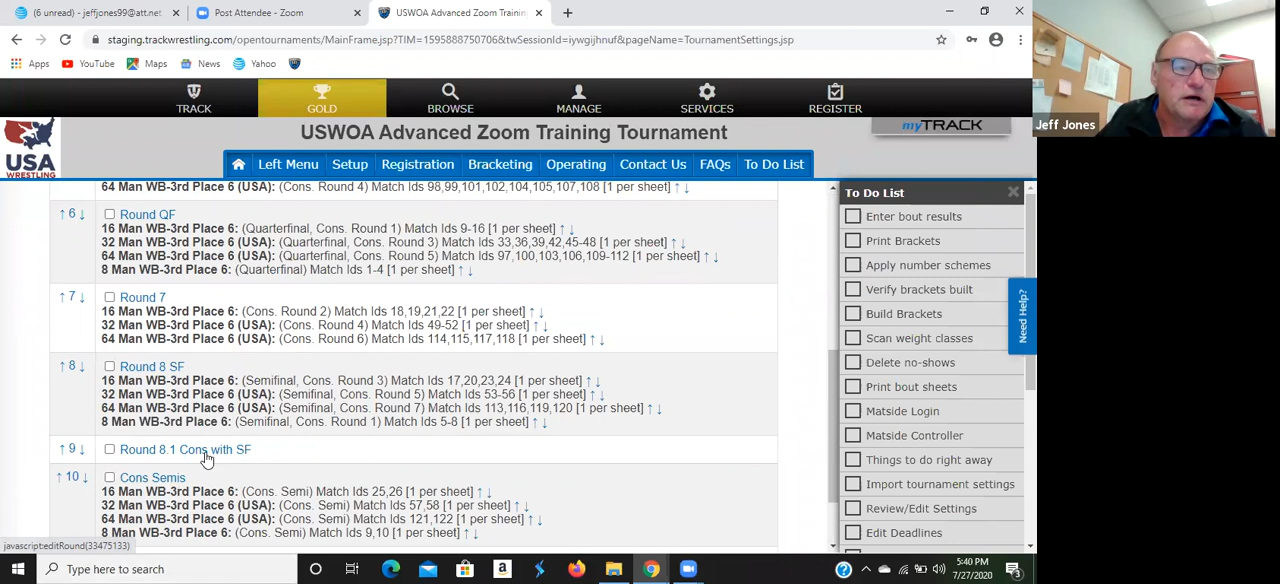 (6 unread) - jeffjones99@att.net
Post Attendee - Zoom
USWOA Advanced Zoom Trainin
staging.trackwrestling.com/opentournaments/MainFrame.jsp?TIM=1595888750706&twSessionId=iywgijhnuf&pageName=TournamentSettings.jsp
Apps
YouTube
Maps
News
Yahoo
TRACK
GOLD
BROWSE
MANAGE
SERVICES
REGISTER
USA
WRESTLING
USWOA Advanced Zoom Training Tournament
myTRACK
Jeff Jones
Left Menu
Setup
Registration
Bracketing
Operating
Contact Us
FAQs
To Do List
64 Man WB-3rd Place 6 (USA): (Cons. Round 4) Match Ids 98,99,101,102,104,105,107,108 [1 per sheet] ↑ ↓
↑ 6 ↓ Round QF
16 Man WB-3rd Place 6: (Quarterfinal, Cons. Round 1) Match Ids 9-16 [1 per sheet] ↑ ↓
32 Man WB-3rd Place 6 (USA): (Quarterfinal, Cons. Round 3) Match Ids 33,36,39,42,45-48 [1 per sheet] ↑ ↓
64 Man WB-3rd Place 6 (USA): (Quarterfinal, Cons. Round 5) Match Ids 97,100,103,106,109-112 [1 per sheet] ↑ ↓
8 Man WB-3rd Place 6: (Quarterfinal) Match Ids 1-4 [1 per sheet] ↑ ↓
↑ 7 ↓ Round 7
16 Man WB-3rd Place 6: (Cons. Round 2) Match Ids 18,19,21,22 [1 per sheet] ↑ ↓
32 Man WB-3rd Place 6 (USA): (Cons. Round 4) Match Ids 49-52 [1 per sheet] ↑ ↓
64 Man WB-3rd Place 6 (USA): (Cons. Round 6) Match Ids 114,115,117,118 [1 per sheet] ↑ ↓
↑ 8 ↓ Round 8 SF
16 Man WB-3rd Place 6: (Semifinal, Cons. Round 3) Match Ids 17,20,23,24 [1 per sheet] ↑ ↓
32 Man WB-3rd Place 6 (USA): (Semifinal, Cons. Round 5) Match Ids 53-56 [1 per sheet] ↑ ↓
64 Man WB-3rd Place 6 (USA): (Semifinal, Cons. Round 7) Match Ids 113,116,119,120 [1 per sheet] ↑ ↓
8 Man WB-3rd Place 6: (Semifinal, Cons. Round 1) Match Ids 5-8 [1 per sheet] ↑ ↓
↑ 9 ↓ Round 8.1 Cons with SF
↑ 10 ↓ Cons Semis
16 Man WB-3rd Place 6: (Cons. Semi) Match Ids 25,26 [1 per sheet] ↑ ↓
32 Man WB-3rd Place 6 (USA): (Cons. Semi) Match Ids 57,58 [1 per sheet] ↑ ↓
64 Man WB-3rd Place 6 (USA): (Cons. Semi) Match Ids 121,122 [1 per sheet] ↑ ↓
8 Man WB-3rd Place 6: (Cons. Semi) Match Ids 9,10 [1 per sheet] ↑ ↓
javascript:editRound(33475133)
To Do List
Enter bout results
Print Brackets
Apply number schemes
Verify brackets built
Build Brackets
Scan weight classes
Delete no-shows
Print bout sheets
Matside Login
Matside Controller
Things to do right away
Import tournament settings
Review/Edit Settings
Edit Deadlines
Need Help?
Type here to search
5:40 PM
7/27/2020
3